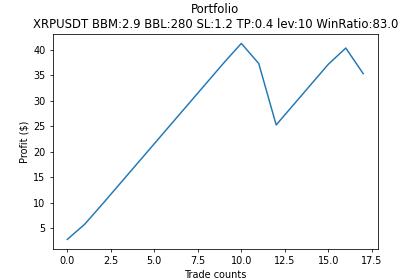 Portfolio
XRPUSDT BBM:2.9 BBL:280 SL:1.2 TP:0.4 lev:10 WinRatio:83.0
40
35
30
25
20
15
10
5
Profit ($)
0.0 2.5 5.0 7.5 10.0 12.5 15.0 17.5
Trade counts